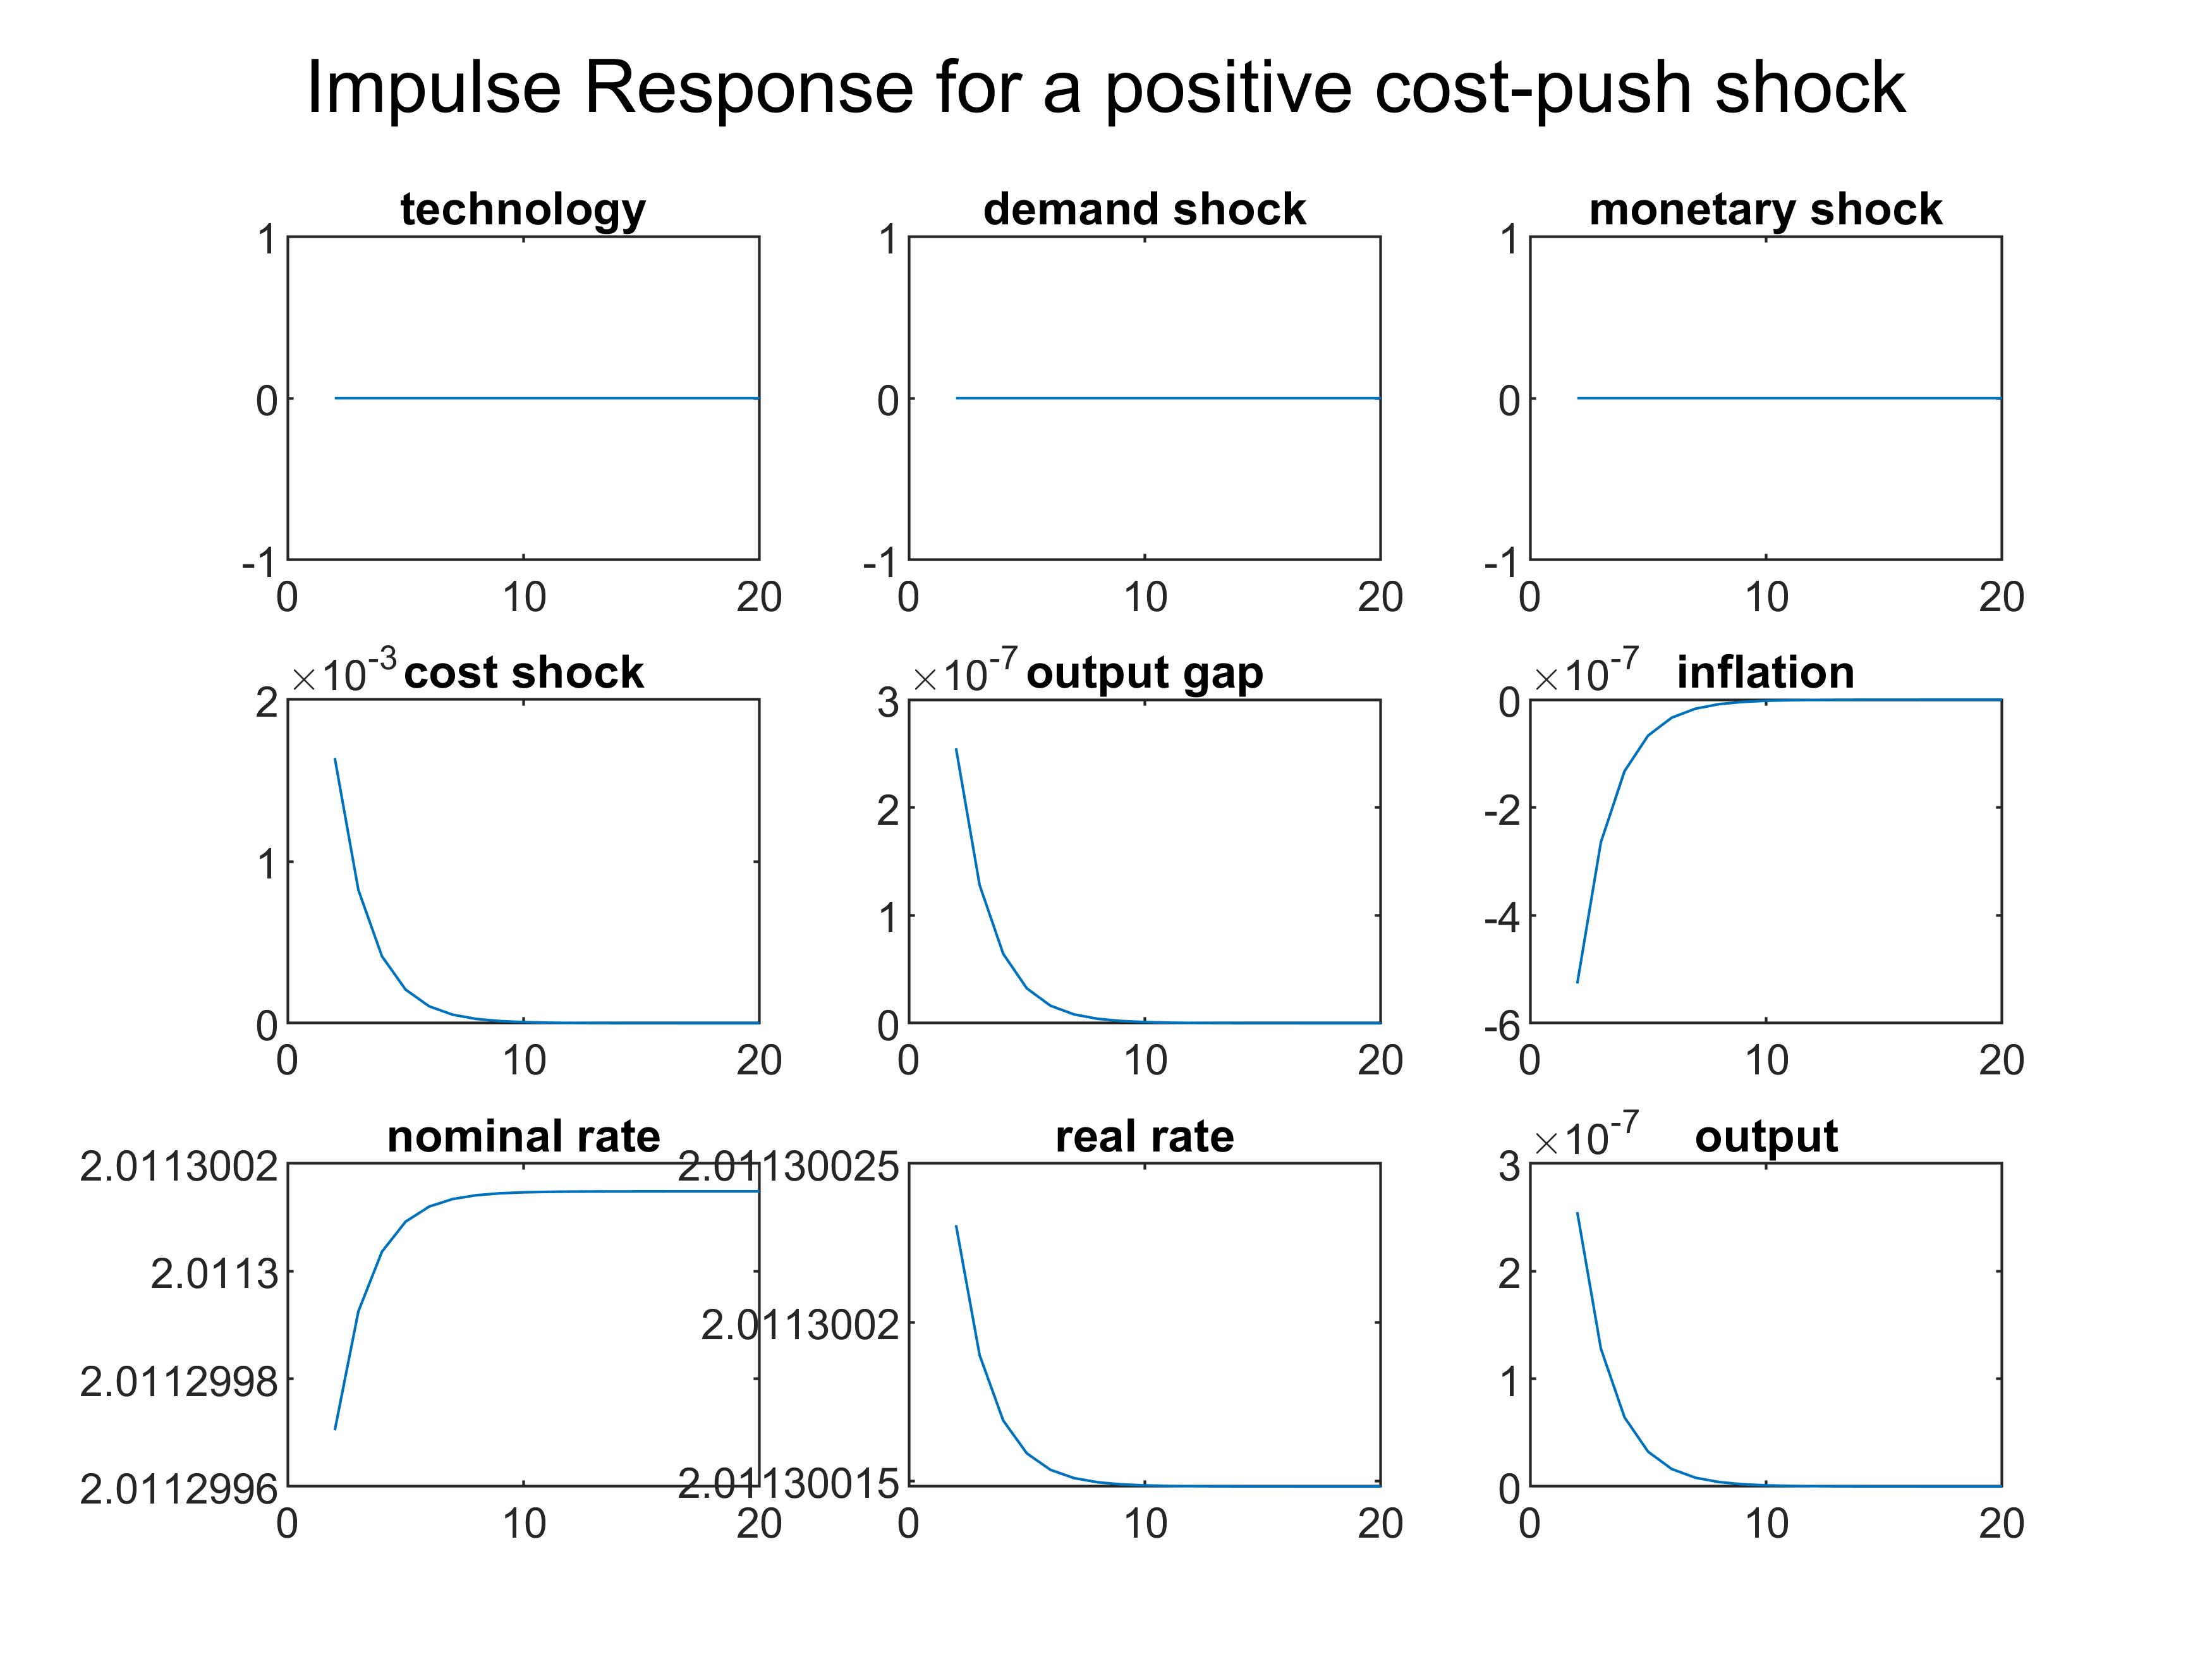 Impulse Response for a positive cost-push shock
technology
1
0
-1
0 10 20
demand shock
1
0
-1
0 10 20
monetary shock
1
0
-1
0 10 20
×10^-3 cost shock
2
1
0
0 10 20
×10^-7 output gap
3
2
1
0
0 10 20
×10^-7 inflation
0
-2
-4
-6
0 10 20
nominal rate
2.0113002
2.0113
2.0112998
2.0112996
0 10 20
real rate
2.01130025
2.0113002
2.01130015
0 10 20
×10^-7 output
3
2
1
0
0 10 20